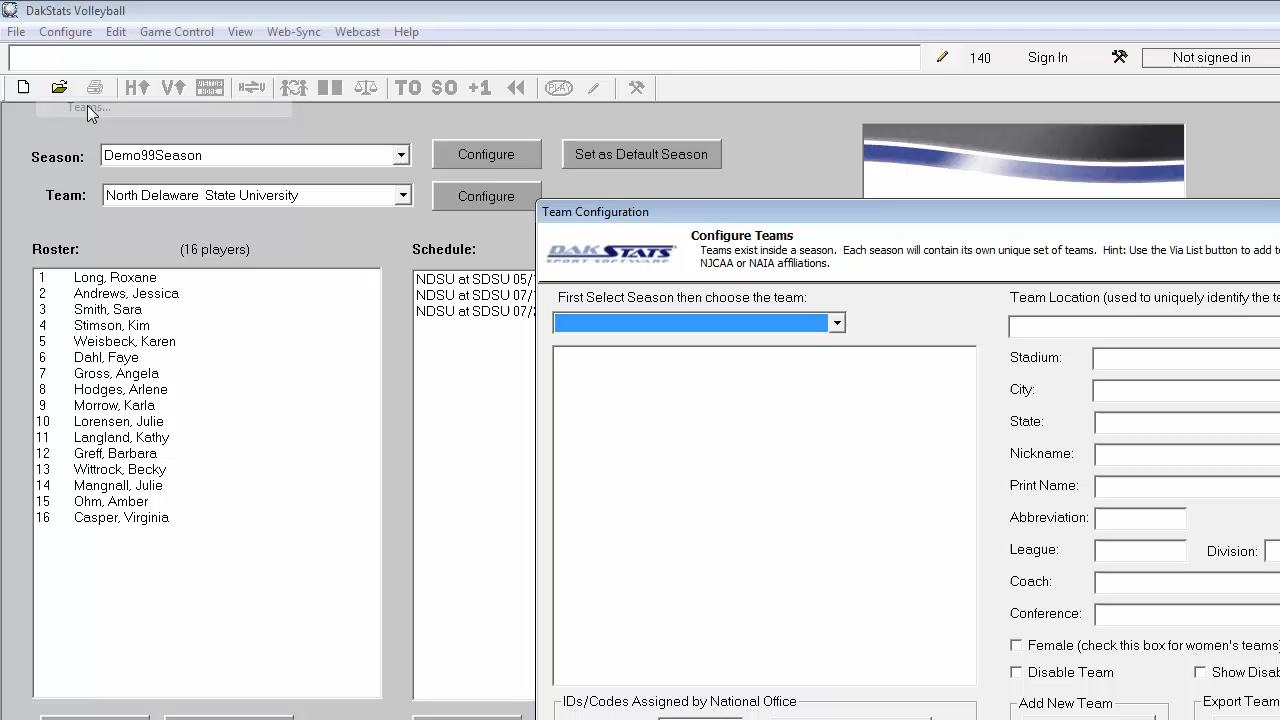 DakStats Volleyball
File Configure Edit Game Control View Web-Sync Webcast Help
140 Sign In Not signed in
H V VISITOR HOME H V TO SO +1 PLAY
Teams...
Season: Demo99Season Configure Set as Default Season
Team: North Delaware State University Configure
Roster: (16 players) Schedule:
1 Long, Roxane
2 Andrews, Jessica
3 Smith, Sara
4 Stimson, Kim
5 Weisbeck, Karen
6 Dahl, Faye
7 Gross, Angela
8 Hodges, Arlene
9 Morrow, Karla
10 Lorensen, Julie
11 Langland, Kathy
12 Greff, Barbara
13 Wittrock, Becky
14 Mangnall, Julie
15 Ohm, Amber
16 Casper, Virginia
NDSU at SDSU 05/
NDSU at SDSU 07/
NDSU at SDSU 07/
Team Configuration
DAKSTATS
SPORT SOFTWARE
Configure Teams
Teams exist inside a season. Each season will contain its own unique set of teams. Hint: Use the Via List button to add to
NJCAA or NAIA affiliations.
First Select Season then choose the team:
Team Location (used to uniquely identify the te
Stadium:
City:
State:
Nickname:
Print Name:
Abbreviation:
League: Division:
Coach:
Conference:
Female (check this box for women's teams)
Disable Team Show Disab
IDs/Codes Assigned by National Office
Add New Team Export Team